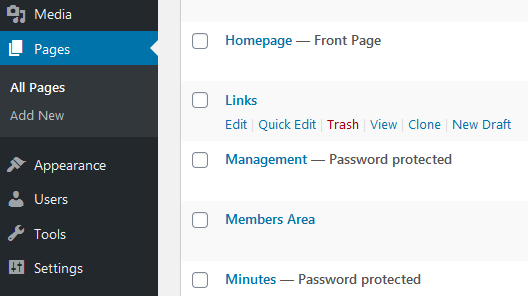 Media
Pages
All Pages
Add New
Appearance
Users
Tools
Settings
Homepage — Front Page
Links
Edit | Quick Edit | Trash | View | Clone | New Draft
Management — Password protected
Members Area
Minutes — Password protected